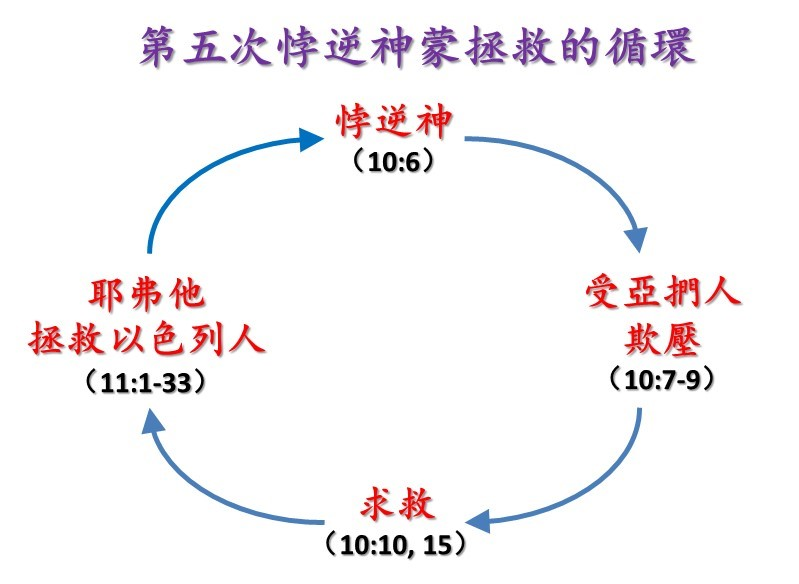 第五次悖逆神蒙拯救的循環
悖逆神
（10:6）
受亞捫人
欺壓
（10:7-9）
求救
（10:10, 15）
耶弗他
拯救以色列人
（11:1-33）